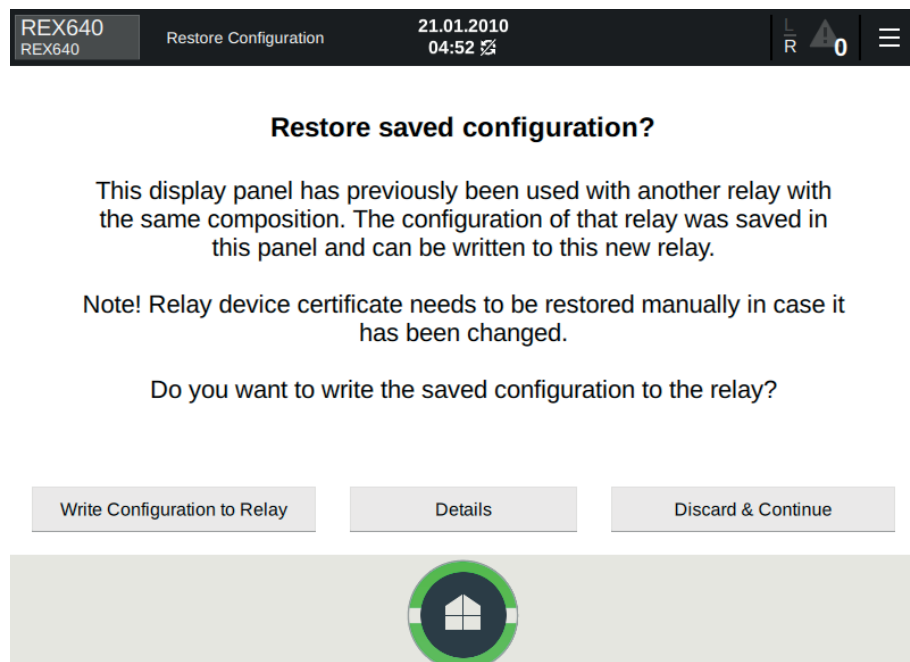 REX640
REX640
Restore Configuration
21.01.2010
04:52
L
R
0
Restore saved configuration?
This display panel has previously been used with another relay with
the same composition. The configuration of that relay was saved in
this panel and can be written to this new relay.
Note! Relay device certificate needs to be restored manually in case it
has been changed.
Do you want to write the saved configuration to the relay?
Write Configuration to Relay
Details
Discard & Continue